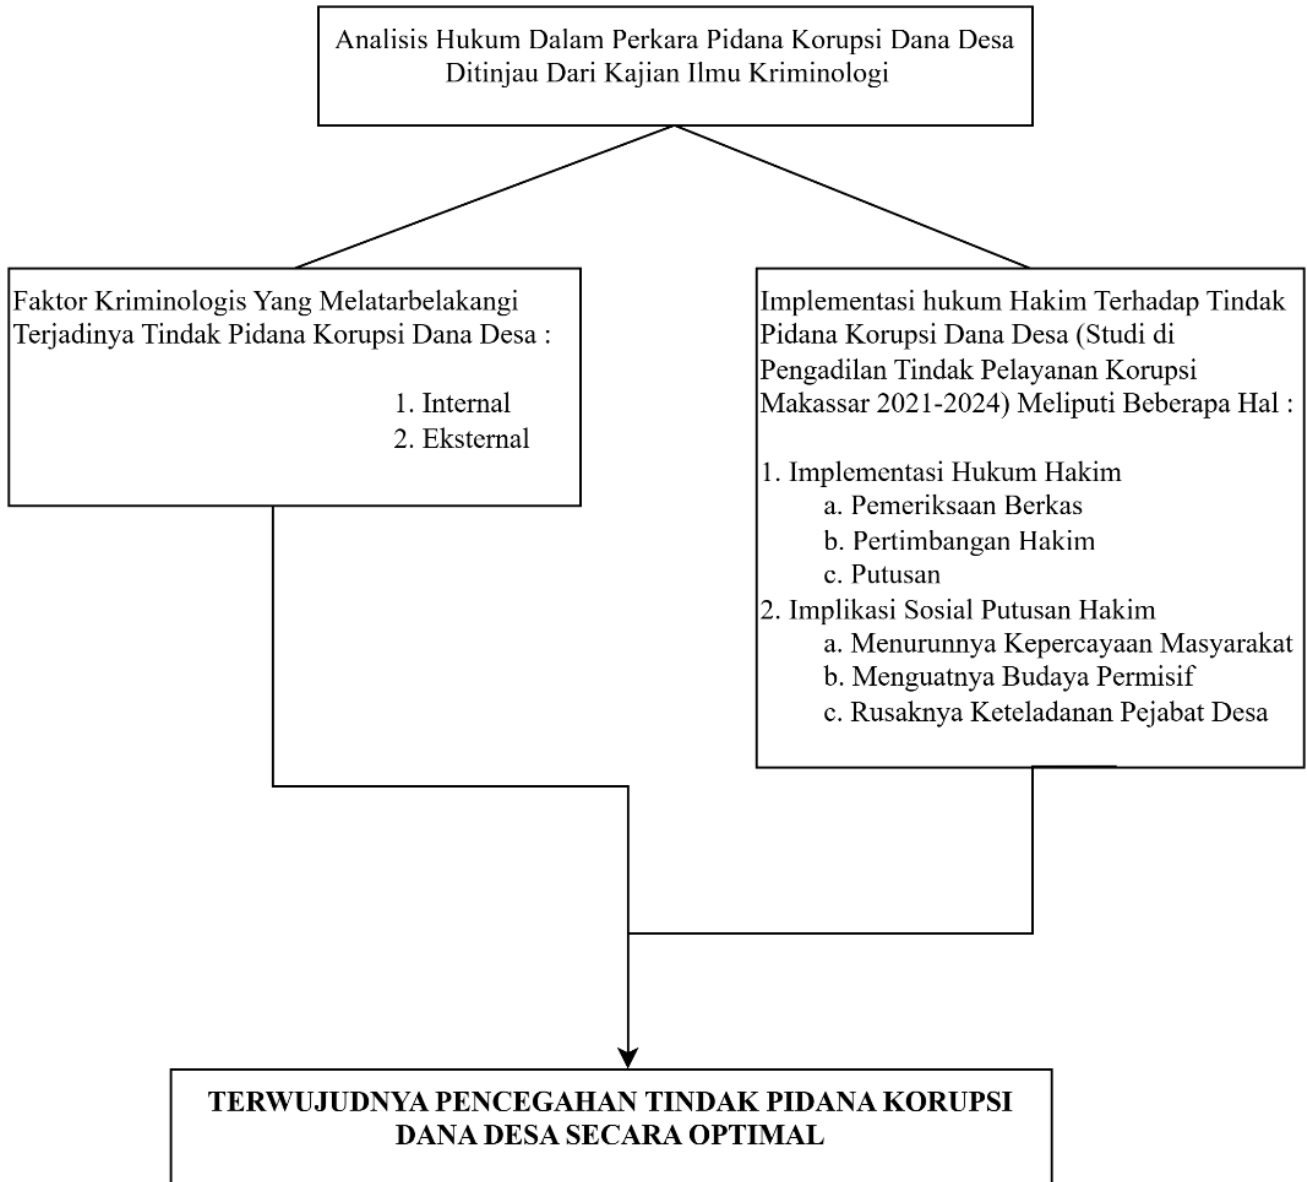 Analisis Hukum Dalam Perkara Pidana Korupsi Dana Desa
Ditinjau Dari Kajian Ilmu Kriminologi
Faktor Kriminologis Yang Melatarbelakangi
Terjadinya Tindak Pidana Korupsi Dana Desa :
1. Internal
2. Eksternal
Implementasi hukum Hakim Terhadap Tindak
Pidana Korupsi Dana Desa (Studi di
Pengadilan Tindak Pelayanan Korupsi
Makassar 2021-2024) Meliputi Beberapa Hal :
1. Implementasi Hukum Hakim
a. Pemeriksaan Berkas
b. Pertimbangan Hakim
c. Putusan
2. Implikasi Sosial Putusan Hakim
a. Menurunnya Kepercayaan Masyarakat
b. Menguatnya Budaya Permisif
c. Rusaknya Keteladanan Pejabat Desa
TERWUJUDNYA PENCEGAHAN TINDAK PIDANA KORUPSI
DANA DESA SECARA OPTIMAL